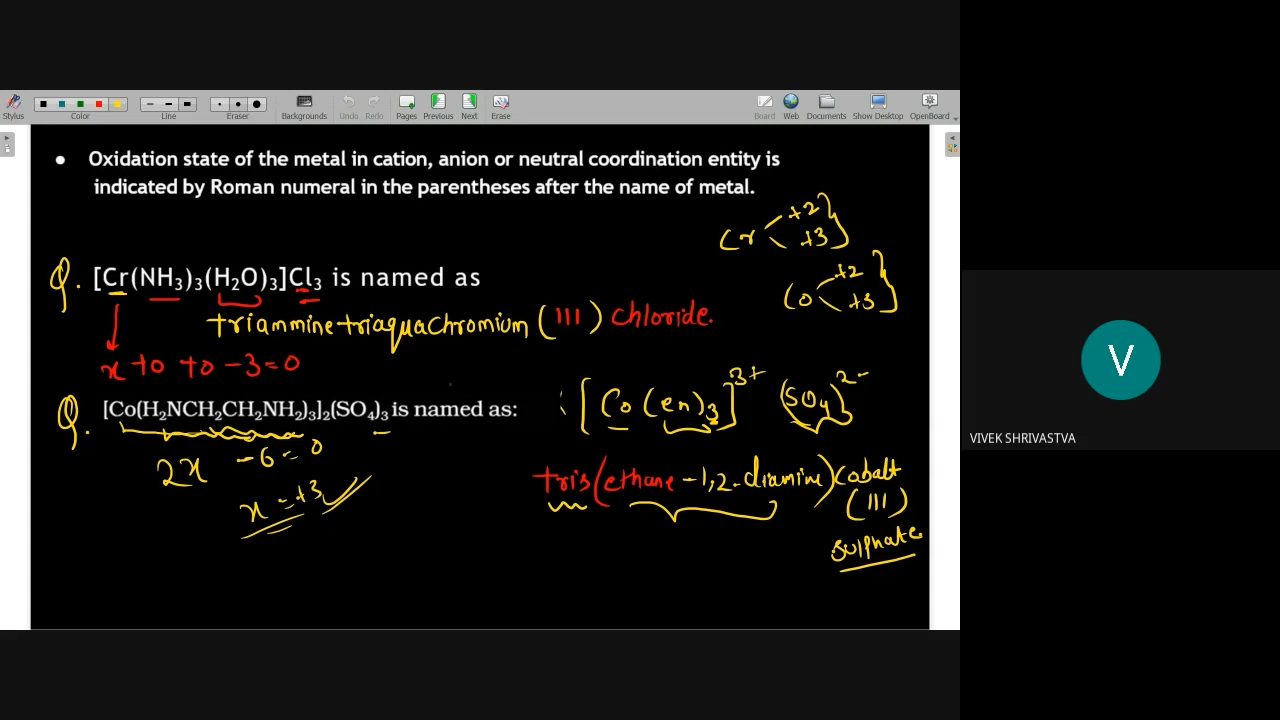 Stylus Color Line Eraser Backgrounds Undo Redo Pages Previous Next Erase Board Web Documents Show Desktop OpenBoard
• Oxidation state of the metal in cation, anion or neutral coordination entity is
indicated by Roman numeral in the parentheses after the name of metal.
Cr +2
+3
Co +2
+3
Q. [Cr(NH₃)₃(H₂O)₃]Cl₃ is named as
triamminetriaquachromium (III) chloride.
x +0 +0 -3=0
Q. [Co(H₂NCH₂CH₂NH₂)₃]₂(SO₄)₃ is named as:
2x -6=0
x=+3
[Co(en)₃]³⁺ (SO₄)²⁻
tris(ethane-1,2-diamine)cobalt
(III)
sulphate
V
VIVEK SHRIVASTVA